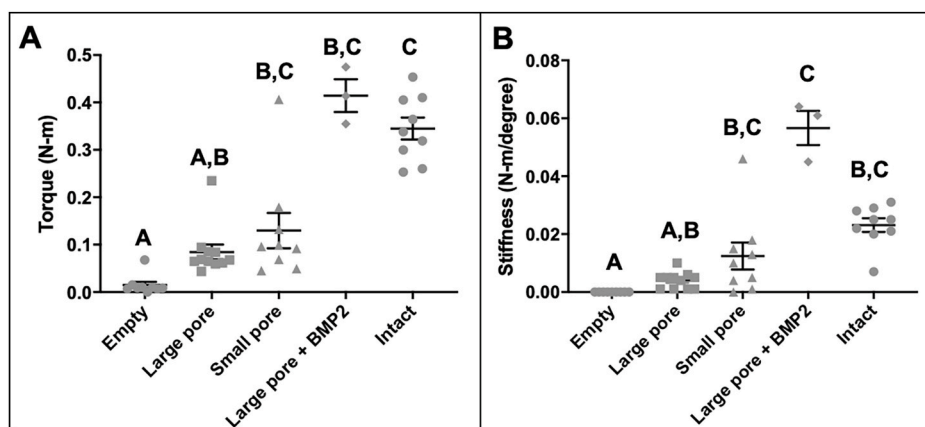 A
Torque (N-m)
0.5
0.4
0.3
0.2
0.1
0.0
A
A,B
B,C
B,C
C
Empty
Large pore
Small pore
Large pore + BMP2
Intact
B
Stiffness (N-m/degree)
0.08
0.06
0.04
0.02
0.00
A
A,B
B,C
C
B,C
Empty
Large pore
Small pore
Large pore + BMP2
Intact